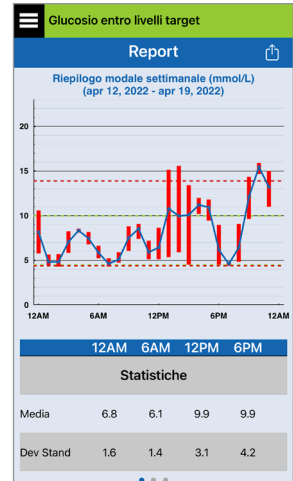 Glucosio entro livelli target
Report
Riepilogo modale settimanale (mmol/L)
(apr 12, 2022 - apr 19, 2022)
20
15
10
5
0
12AM 6AM 12PM 6PM 12AM
12AM 6AM 12PM 6PM
Statistiche
Media 6.8 6.1 9.9 9.9
Dev Stand 1.6 1.4 3.1 4.2